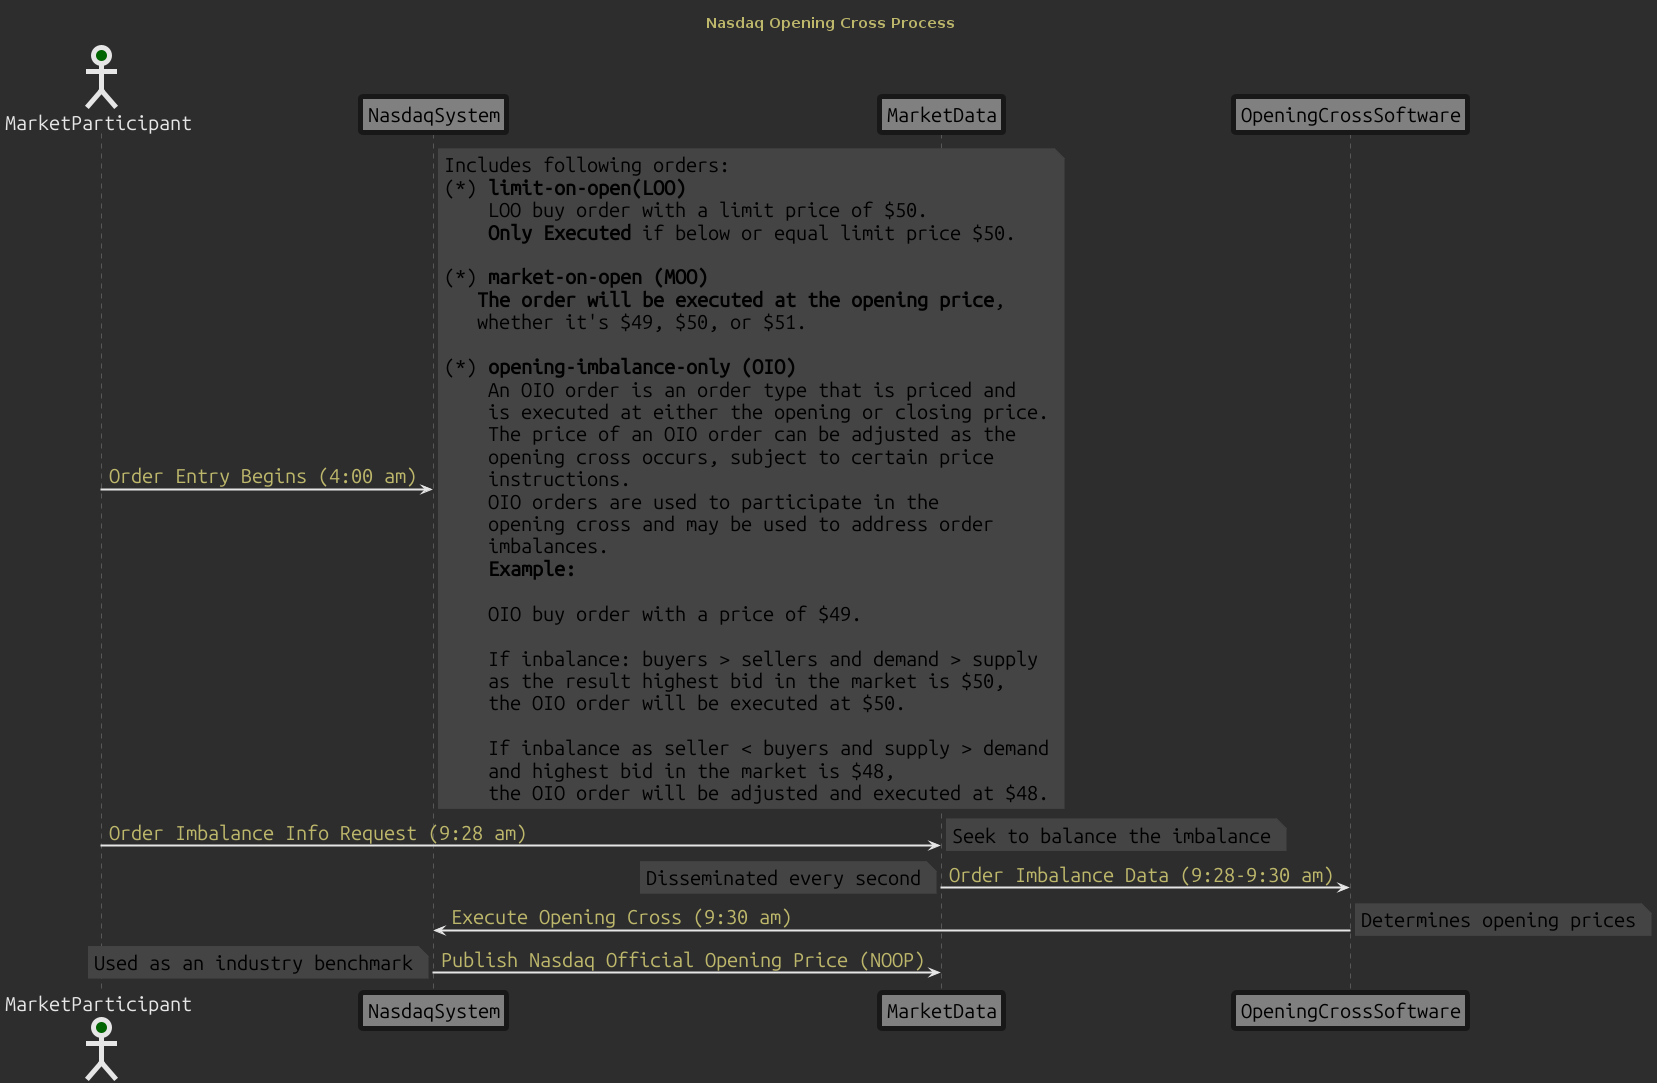 Nasdaq Opening Cross Process
MarketParticipant
NasdaqSystem
MarketData
OpeningCrossSoftware
Includes following orders:
(*) limit-on-open(LOO)
LOO buy order with a limit price of $50.
Only Executed if below or equal limit price $50.
(*) market-on-open (MOO)
The order will be executed at the opening price,
whether it's $49, $50, or $51.
(*) opening-imbalance-only (OIO)
An OIO order is an order type that is priced and
is executed at either the opening or closing price.
The price of an OIO order can be adjusted as the
opening cross occurs, subject to certain price
instructions.
OIO orders are used to participate in the
opening cross and may be used to address order
imbalances.
Example:
OIO buy order with a price of $49.
If inbalance: buyers > sellers and demand > supply
as the result highest bid in the market is $50,
the OIO order will be executed at $50.
If inbalance as seller < buyers and supply > demand
and highest bid in the market is $48,
the OIO order will be adjusted and executed at $48.
Order Entry Begins (4:00 am)
Order Imbalance Info Request (9:28 am)
Seek to balance the imbalance
Disseminated every second
Order Imbalance Data (9:28-9:30 am)
Execute Opening Cross (9:30 am)
Determines opening prices
Used as an industry benchmark
Publish Nasdaq Official Opening Price (NOOP)
MarketParticipant
NasdaqSystem
MarketData
OpeningCrossSoftware